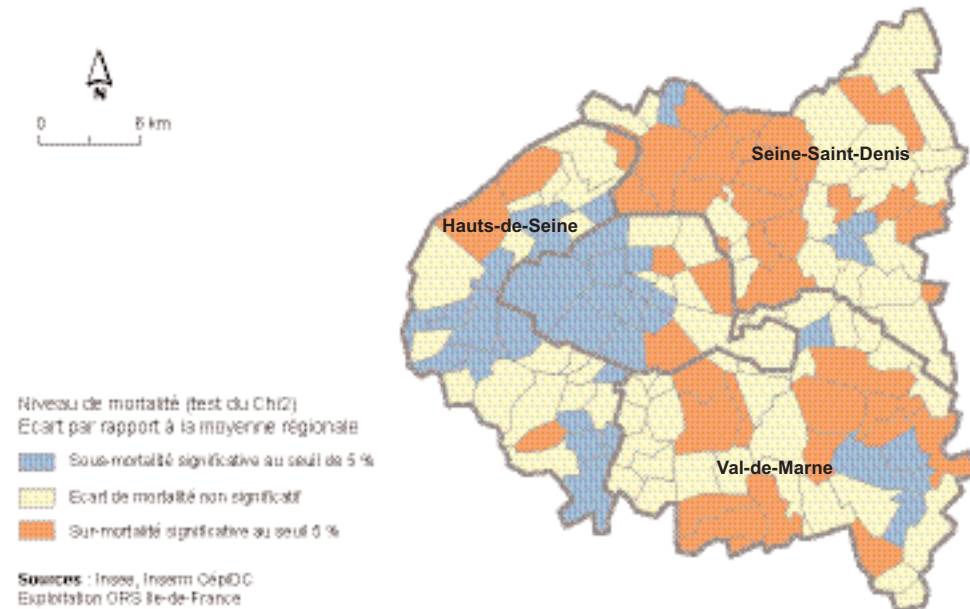 N
0 6 km
Seine-Saint-Denis
Hauts-de-Seine
Val-de-Marne
Niveau de mortalité (test du Chi2)
Ecart par rapport à la moyenne régionale
Sous-mortalité significative au seuil de 5 %
Ecart de mortalité non significatif
Sur-mortalité significative au seuil 5 %
Sources : Insee, Inserm CépiDC
Exploitation ORS Ile-de-France